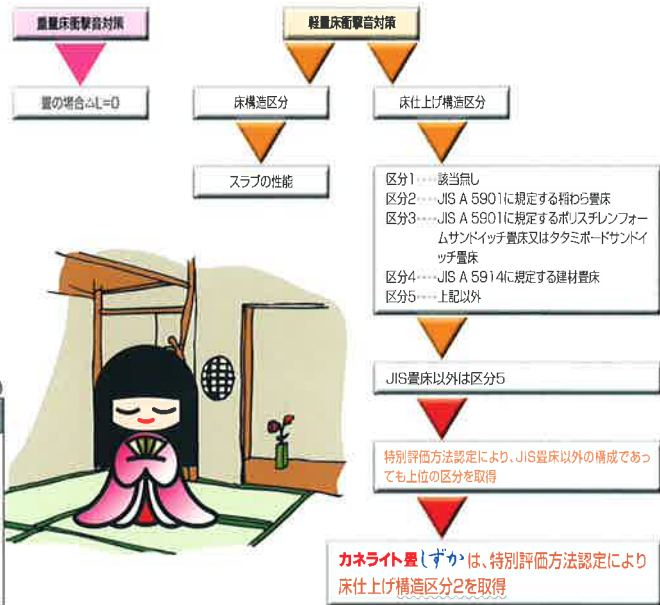 重量床衝撃音対策
畳の場合△L=0
軽量床衝撃音対策
床構造区分
スラブの性能
床仕上げ構造区分
区分1……該当無し
区分2……JIS A 5901に規定する稲わら畳床
区分3……JIS A 5901に規定するポリスチレンフォー
ムサンドイッチ畳床又はタタミボードサンドイ
ッチ畳床
区分4……JIS A 5914に規定する建材畳床
区分5……上記以外
JIS畳床以外は区分5
特別評価方法認定により、JIS畳床以外の構成であっ
ても上位の区分を取得
カネライト畳しずかは、特別評価方法認定により
床仕上げ構造区分2を取得